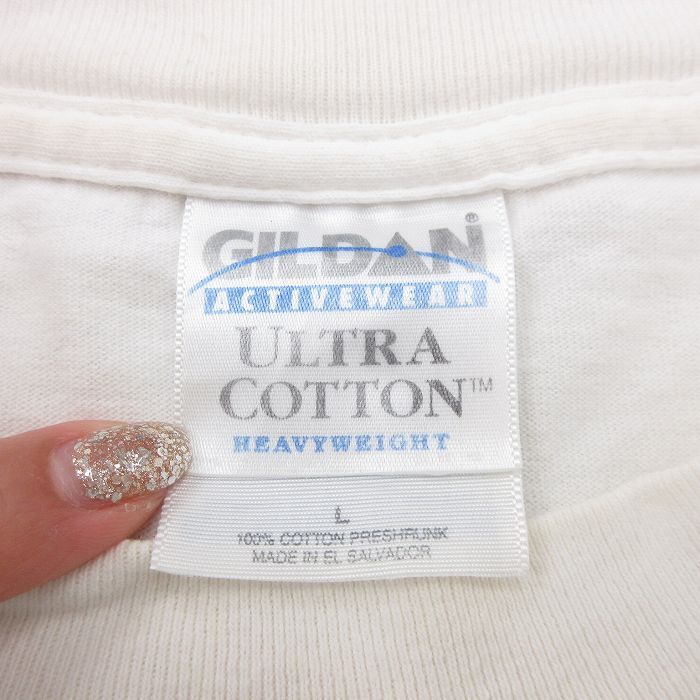 GILDAN®
ACTIVEWEAR
ULTRA
COTTON™
HEAVYWEIGHT
L
100% COTTON PRESHRUNK
MADE IN EL SALVADOR